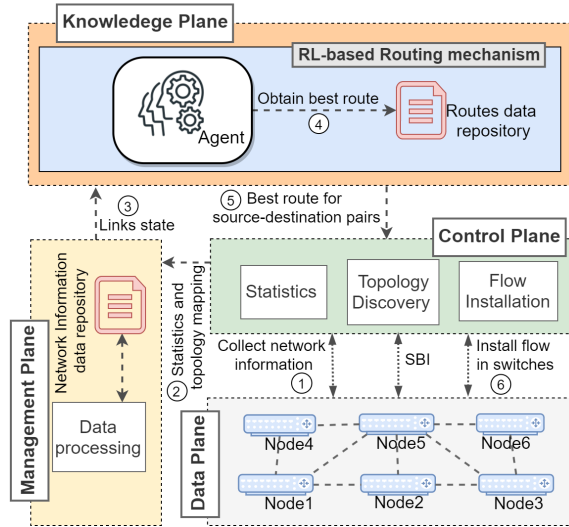 Knowledege Plane
RL-based Routing mechanism
Agent
Obtain best route
4
Routes data
repository
3
Links state
5
Best route for
source-destination pairs
Control Plane
Statistics
Topology
Discovery
Flow
Installation
Management Plane
Network Information
data repository
Data
processing
2
Statistics and
topology mapping
Collect network
information
1
SBI
Install flow
in switches
6
Data Plane
Node4
Node5
Node6
Node1
Node2
Node3